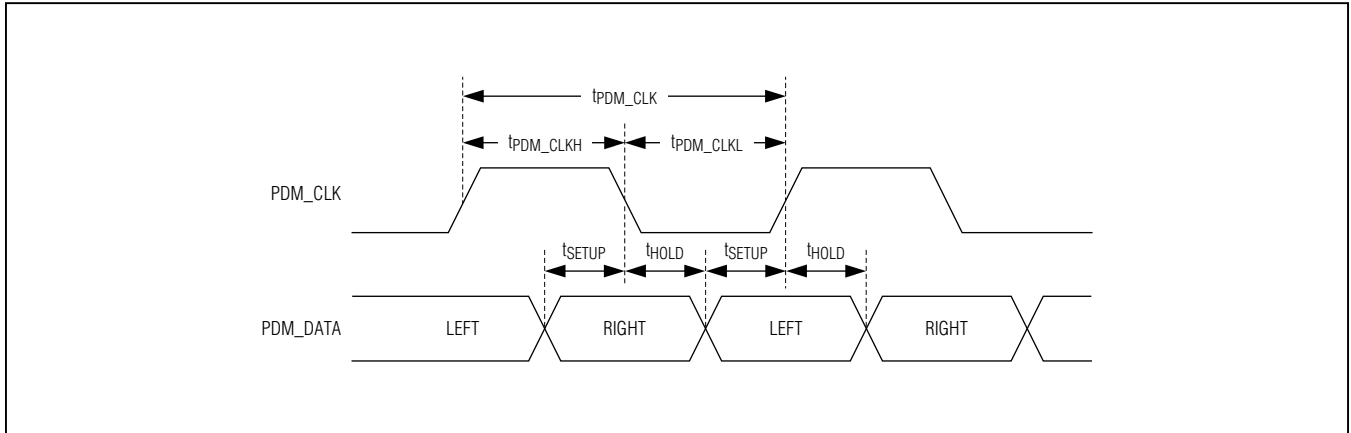 tPDM_CLK
tPDM_CLKH
tPDM_CLKL
PDM_CLK
tSETUP
tHOLD
tSETUP
tHOLD
PDM_DATA
LEFT
RIGHT
LEFT
RIGHT